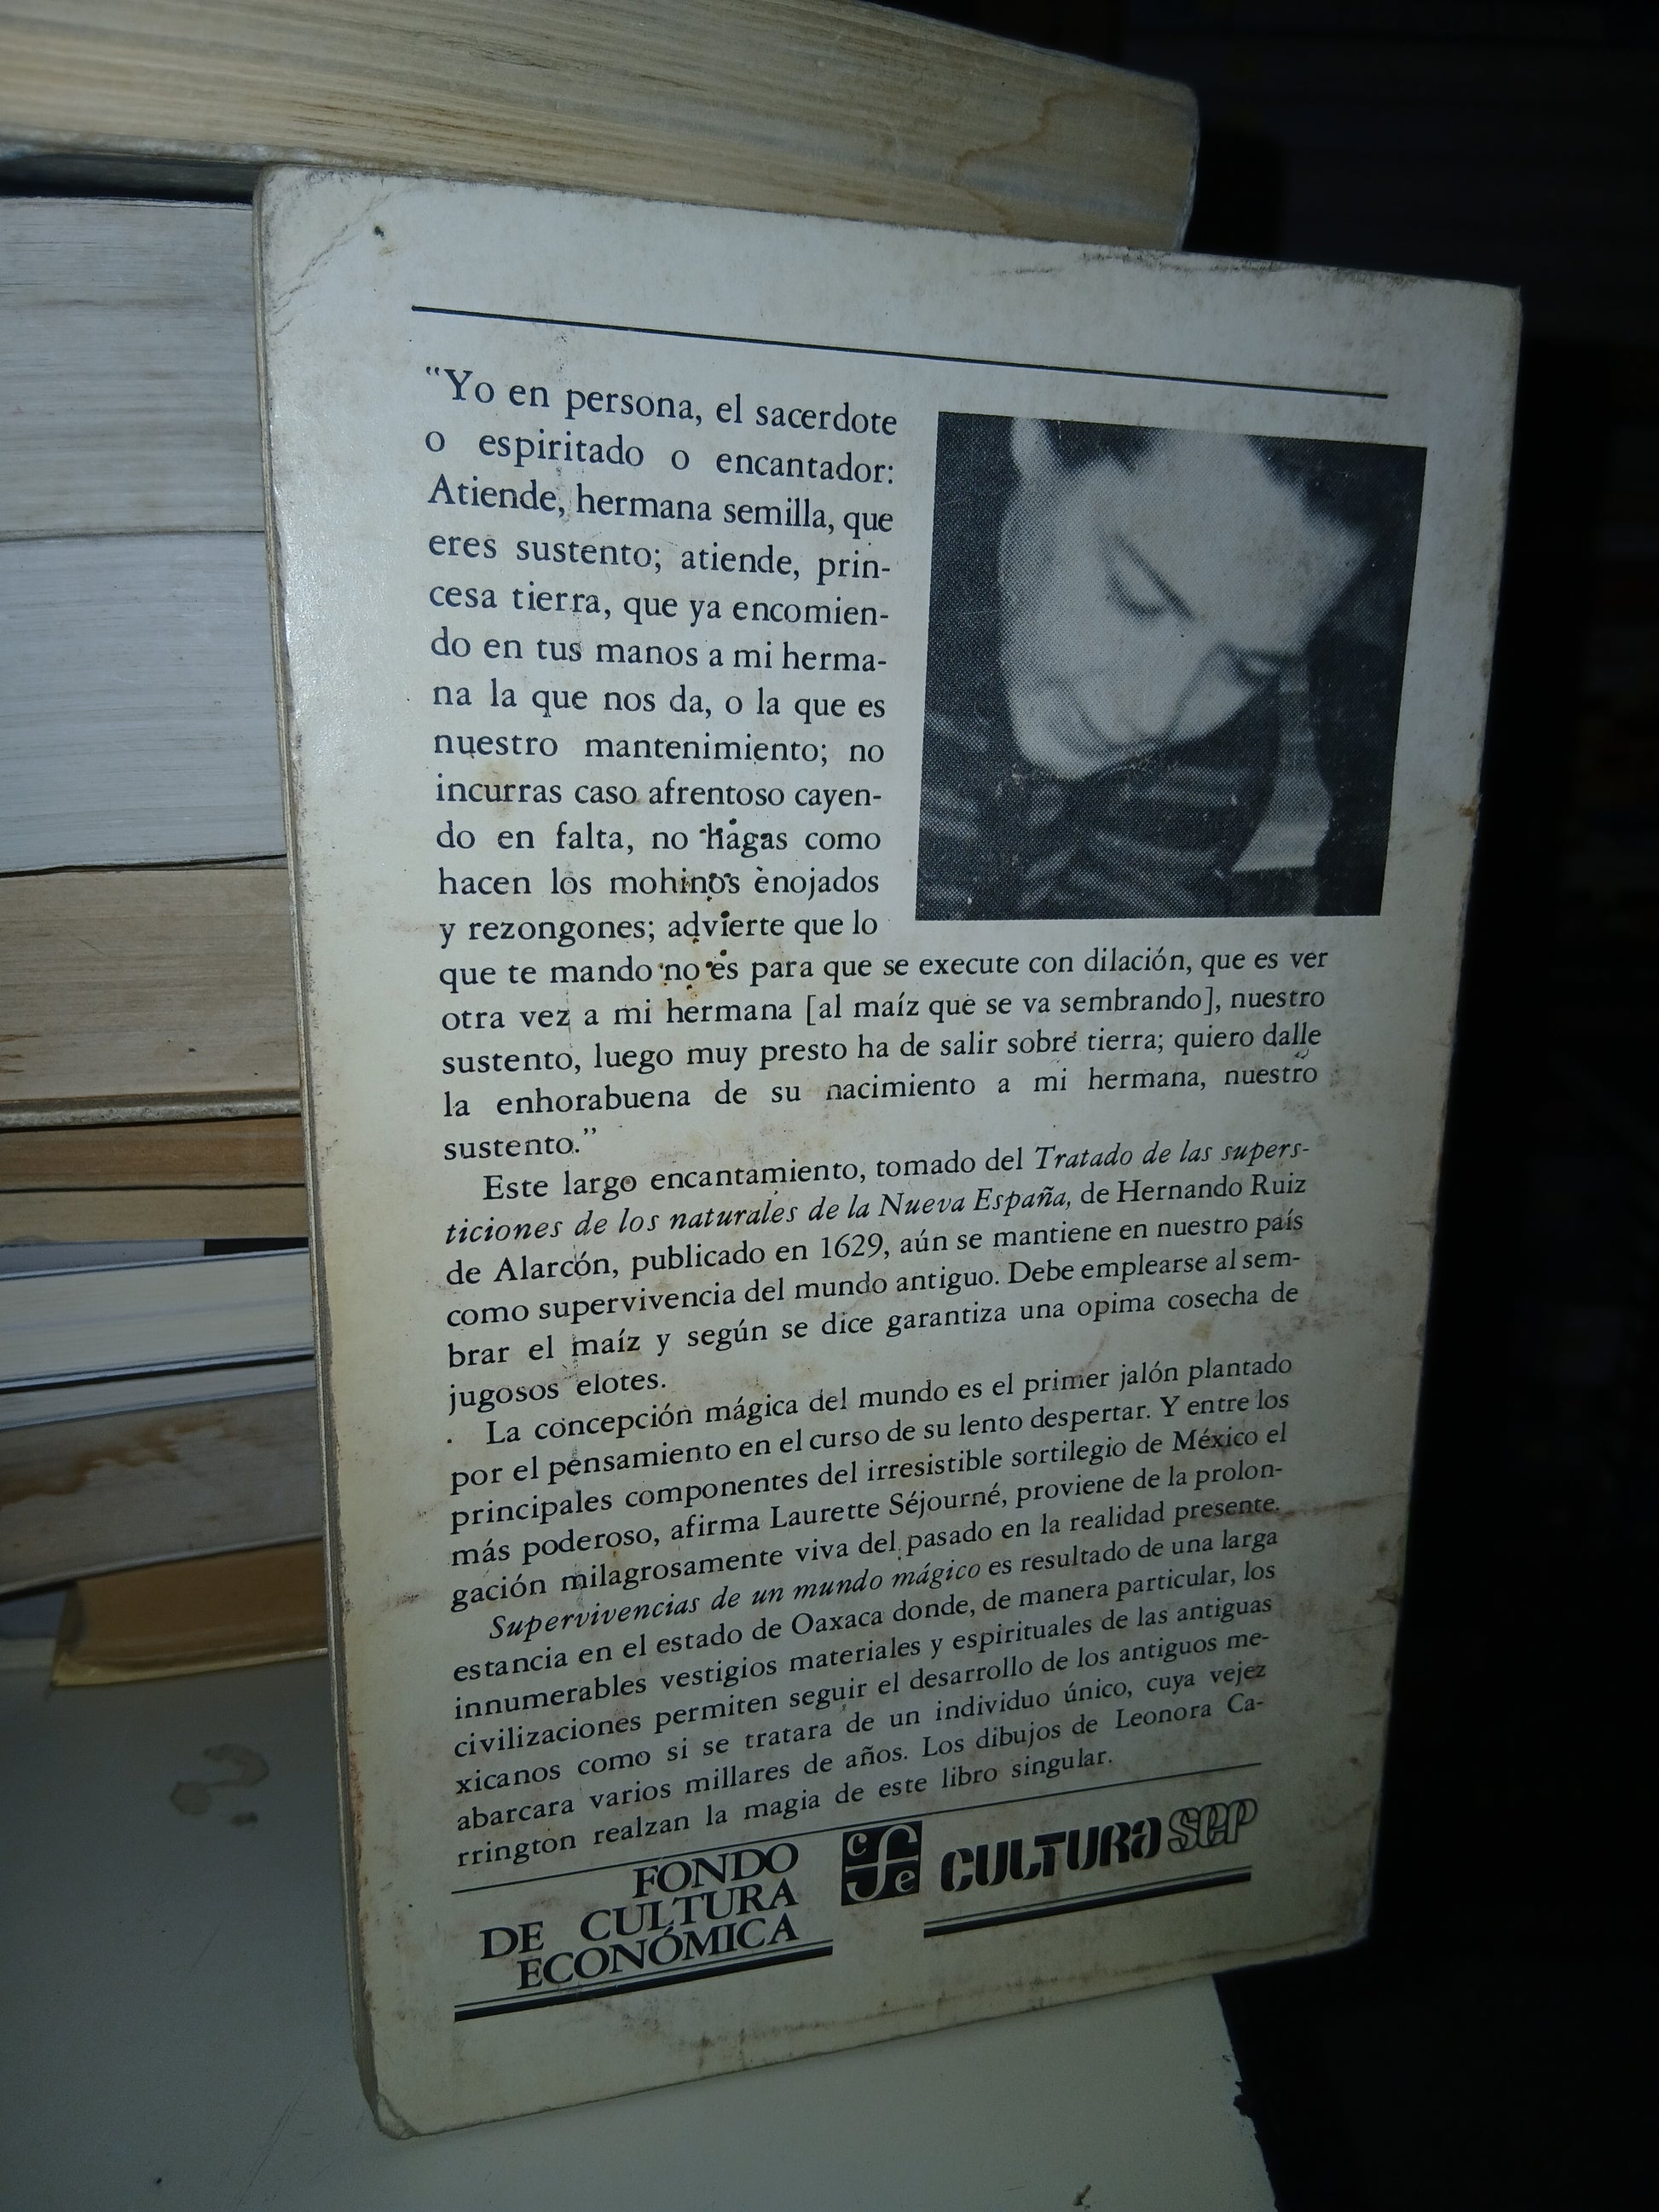 “Yo en persona, el sacerdote
o espiritado o encantador:
Atiende, hermana semilla, que
eres sustento; atiende, prin-
cesa tierra, que ya encomien-
do en tus manos a mi herma-
na la que nos da, o la que es
nuestro mantenimiento; no
incurras caso afrentoso cayen-
do en falta, no hagas como
hacen los mohinos enojados
y rezongones; advierte que lo
que te mando no es para que se execute con dilación, que es ver
otra vez a mi hermana [al maíz que se va sembrando], nuestro
sustento, luego muy presto ha de salir sobre tierra; quiero dalle
la enhorabuena de su nacimiento a mi hermana, nuestro
sustento.”
Este largo encantamiento, tomado del Tratado de las supers-
ticiones de los naturales de la Nueva España, de Hernando Ruiz
de Alarcón, publicado en 1629, aún se mantiene en nuestro país
como supervivencia del mundo antiguo. Debe emplearse al sem-
brar el maíz y según se dice garantiza una opima cosecha de
jugosos elotes.
La concepción mágica del mundo es el primer jalón plantado
por el pensamiento en el curso de su lento despertar. Y entre los
principales componentes del irresistible sortilegio de México el
más poderoso, afirma Laurette Séjourné, proviene de la prolon-
gación milagrosamente viva del pasado en la realidad presente.
Supervivencias de un mundo mágico es resultado de una larga
estancia en el estado de Oaxaca donde, de manera particular, los
innumerables vestigios materiales y espirituales de las antiguas
civilizaciones permiten seguir el desarrollo de los antiguos me-
xicanos como si se tratara de un individuo único, cuya vejez
abarcara varios millares de años. Los dibujos de Leonora Ca-
rrington realzan la magia de este libro singular.
FONDO
DE CULTURA
ECONÓMICA
cfe
CULTURA SEP